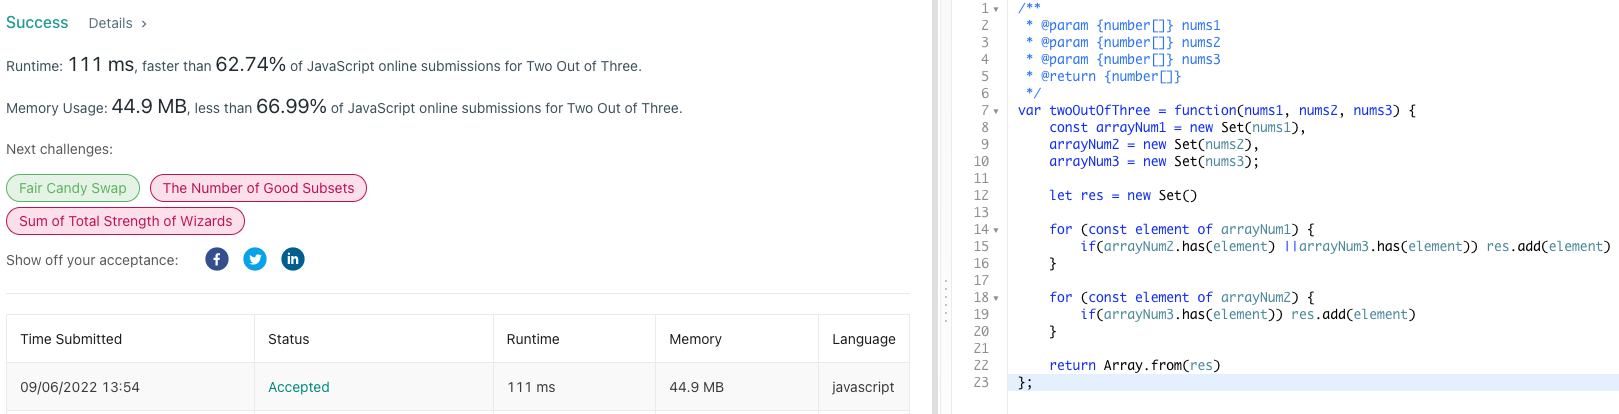 Success Details ›
Runtime: 111 ms, faster than 62.74% of JavaScript online submissions for Two Out of Three.
Memory Usage: 44.9 MB, less than 66.99% of JavaScript online submissions for Two Out of Three.
Next challenges:
Fair Candy Swap The Number of Good Subsets
Sum of Total Strength of Wizards
Show off your acceptance: f in
Time Submitted Status Runtime Memory Language
09/06/2022 13:54 Accepted 111 ms 44.9 MB javascript
1 /**
2 * @param {number[]} nums1
3 * @param {number[]} nums2
4 * @param {number[]} nums3
5 * @return {number[]}
6 */
7 var twoOutOfThree = function(nums1, nums2, nums3) {
8 const arrayNum1 = new Set(nums1),
9 arrayNum2 = new Set(nums2),
10 arrayNum3 = new Set(nums3);
11
12 let res = new Set()
13
14 for (const element of arrayNum1) {
15 if(arrayNum2.has(element) ||arrayNum3.has(element)) res.add(element)
16 }
17
18 for (const element of arrayNum2) {
19 if(arrayNum3.has(element)) res.add(element)
20 }
21
22 return Array.from(res)
23 };